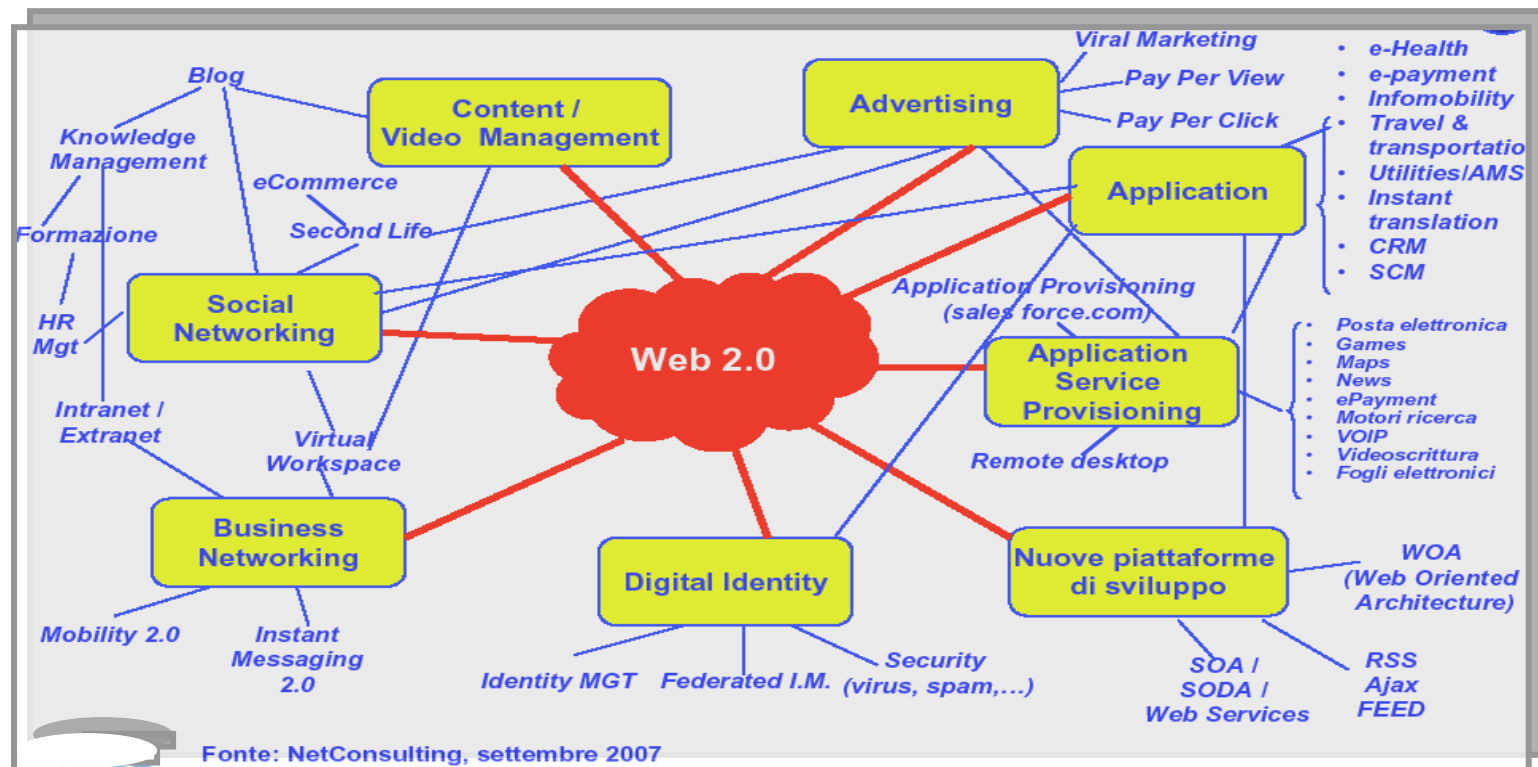 Blog
Knowledge
Management
Formazione
HR
Mgt
Intranet /
Extranet
Content /
Video Management
eCommerce
Second Life
Social
Networking
Virtual
Workspace
Business
Networking
Mobility 2.0
Instant
Messaging
2.0
Web 2.0
Advertising
Viral Marketing
Pay Per View
Pay Per Click
Application
• e-Health
• e-payment
• Infomobility
• Travel &
transportatio
• Utilities/AMS
• Instant
translation
• CRM
• SCM
Application Provisioning
(sales force.com)
Application
Service
Provisioning
Remote desktop
• Posta elettronica
• Games
• Maps
• News
• ePayment
• Motori ricerca
• VOIP
• Videoscrittura
• Fogli elettronici
Digital Identity
Identity MGT
Federated I.M.
Security
(virus, spam,...)
Nuove piattaforme
di sviluppo
WOA
(Web Oriented
Architecture)
SOA /
SODA /
Web Services
RSS
Ajax
FEED
Fonte: NetConsulting, settembre 2007